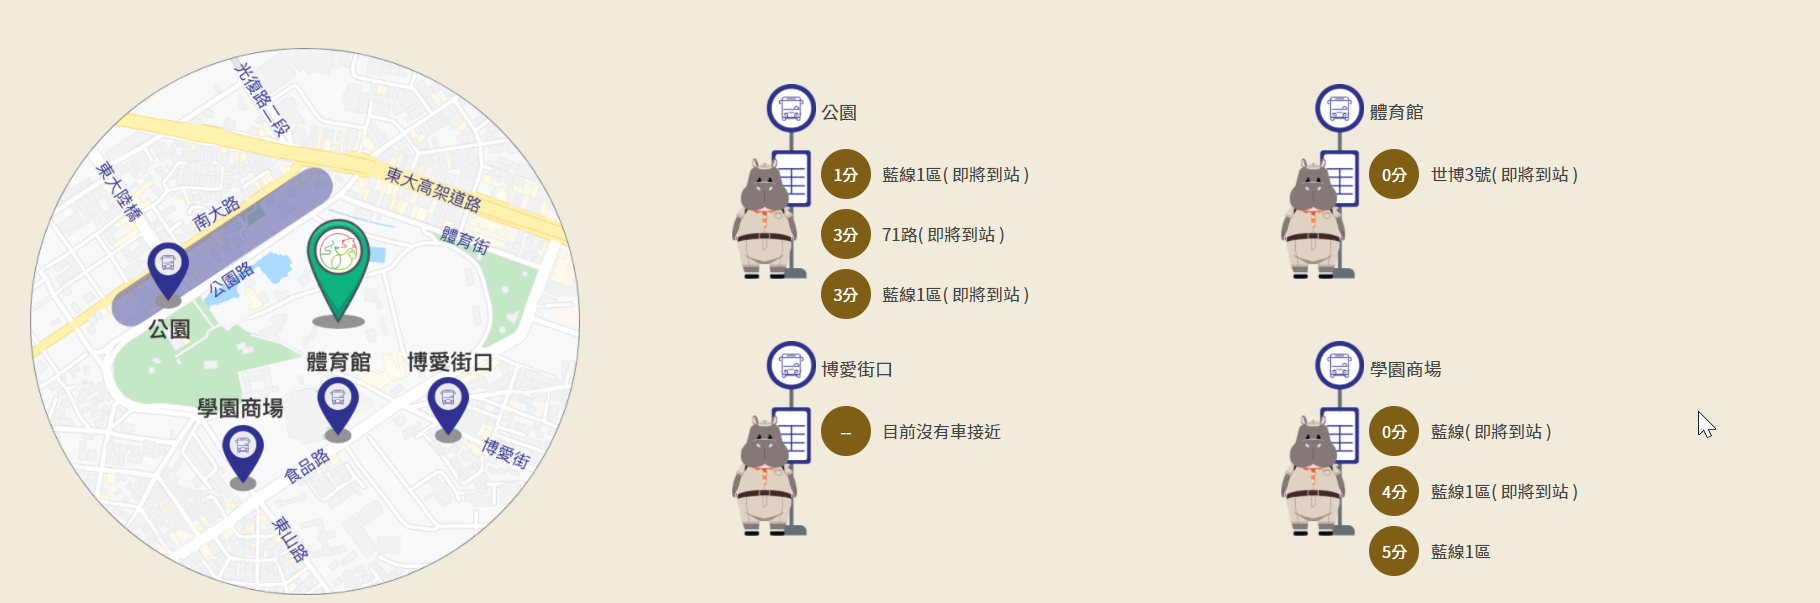 光復路二段
東大陸橋
南大路
東大高架道路
體育街
公園路
公園
體育館
博愛街口
學園商場
食品路
博愛街
東山路
公園
1分 藍線1區( 即將到站 )
3分 71路( 即將到站 )
3分 藍線1區( 即將到站 )
體育館
0分 世博3號( 即將到站 )
博愛街口
-- 目前沒有車接近
學園商場
0分 藍線( 即將到站 )
4分 藍線1區( 即將到站 )
5分 藍線1區